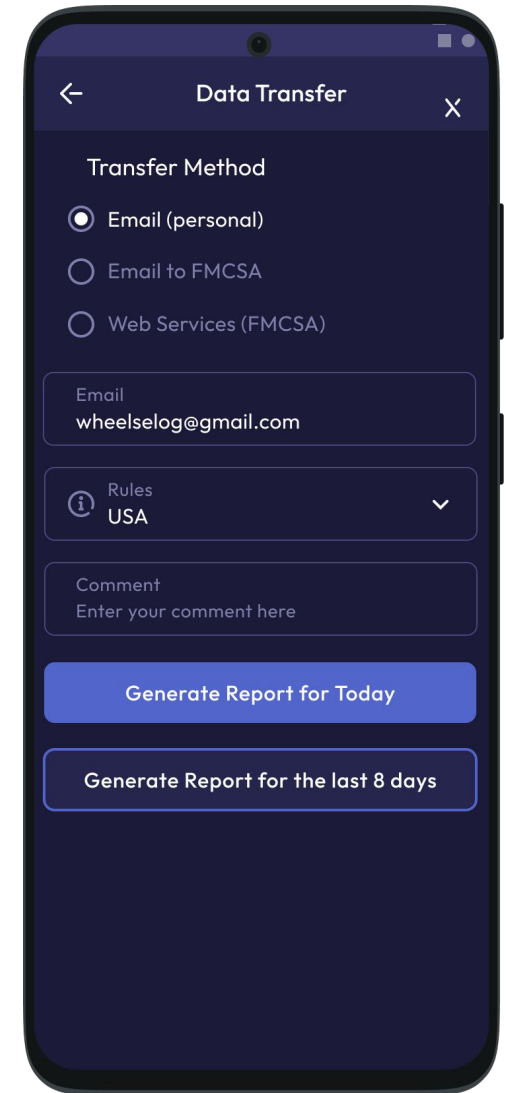 Data Transfer
Transfer Method
Email (personal)
Email to FMCSA
Web Services (FMCSA)
Email
wheelselog@gmail.com
Rules
USA
Comment
Enter your comment here
Generate Report for Today
Generate Report for the last 8 days